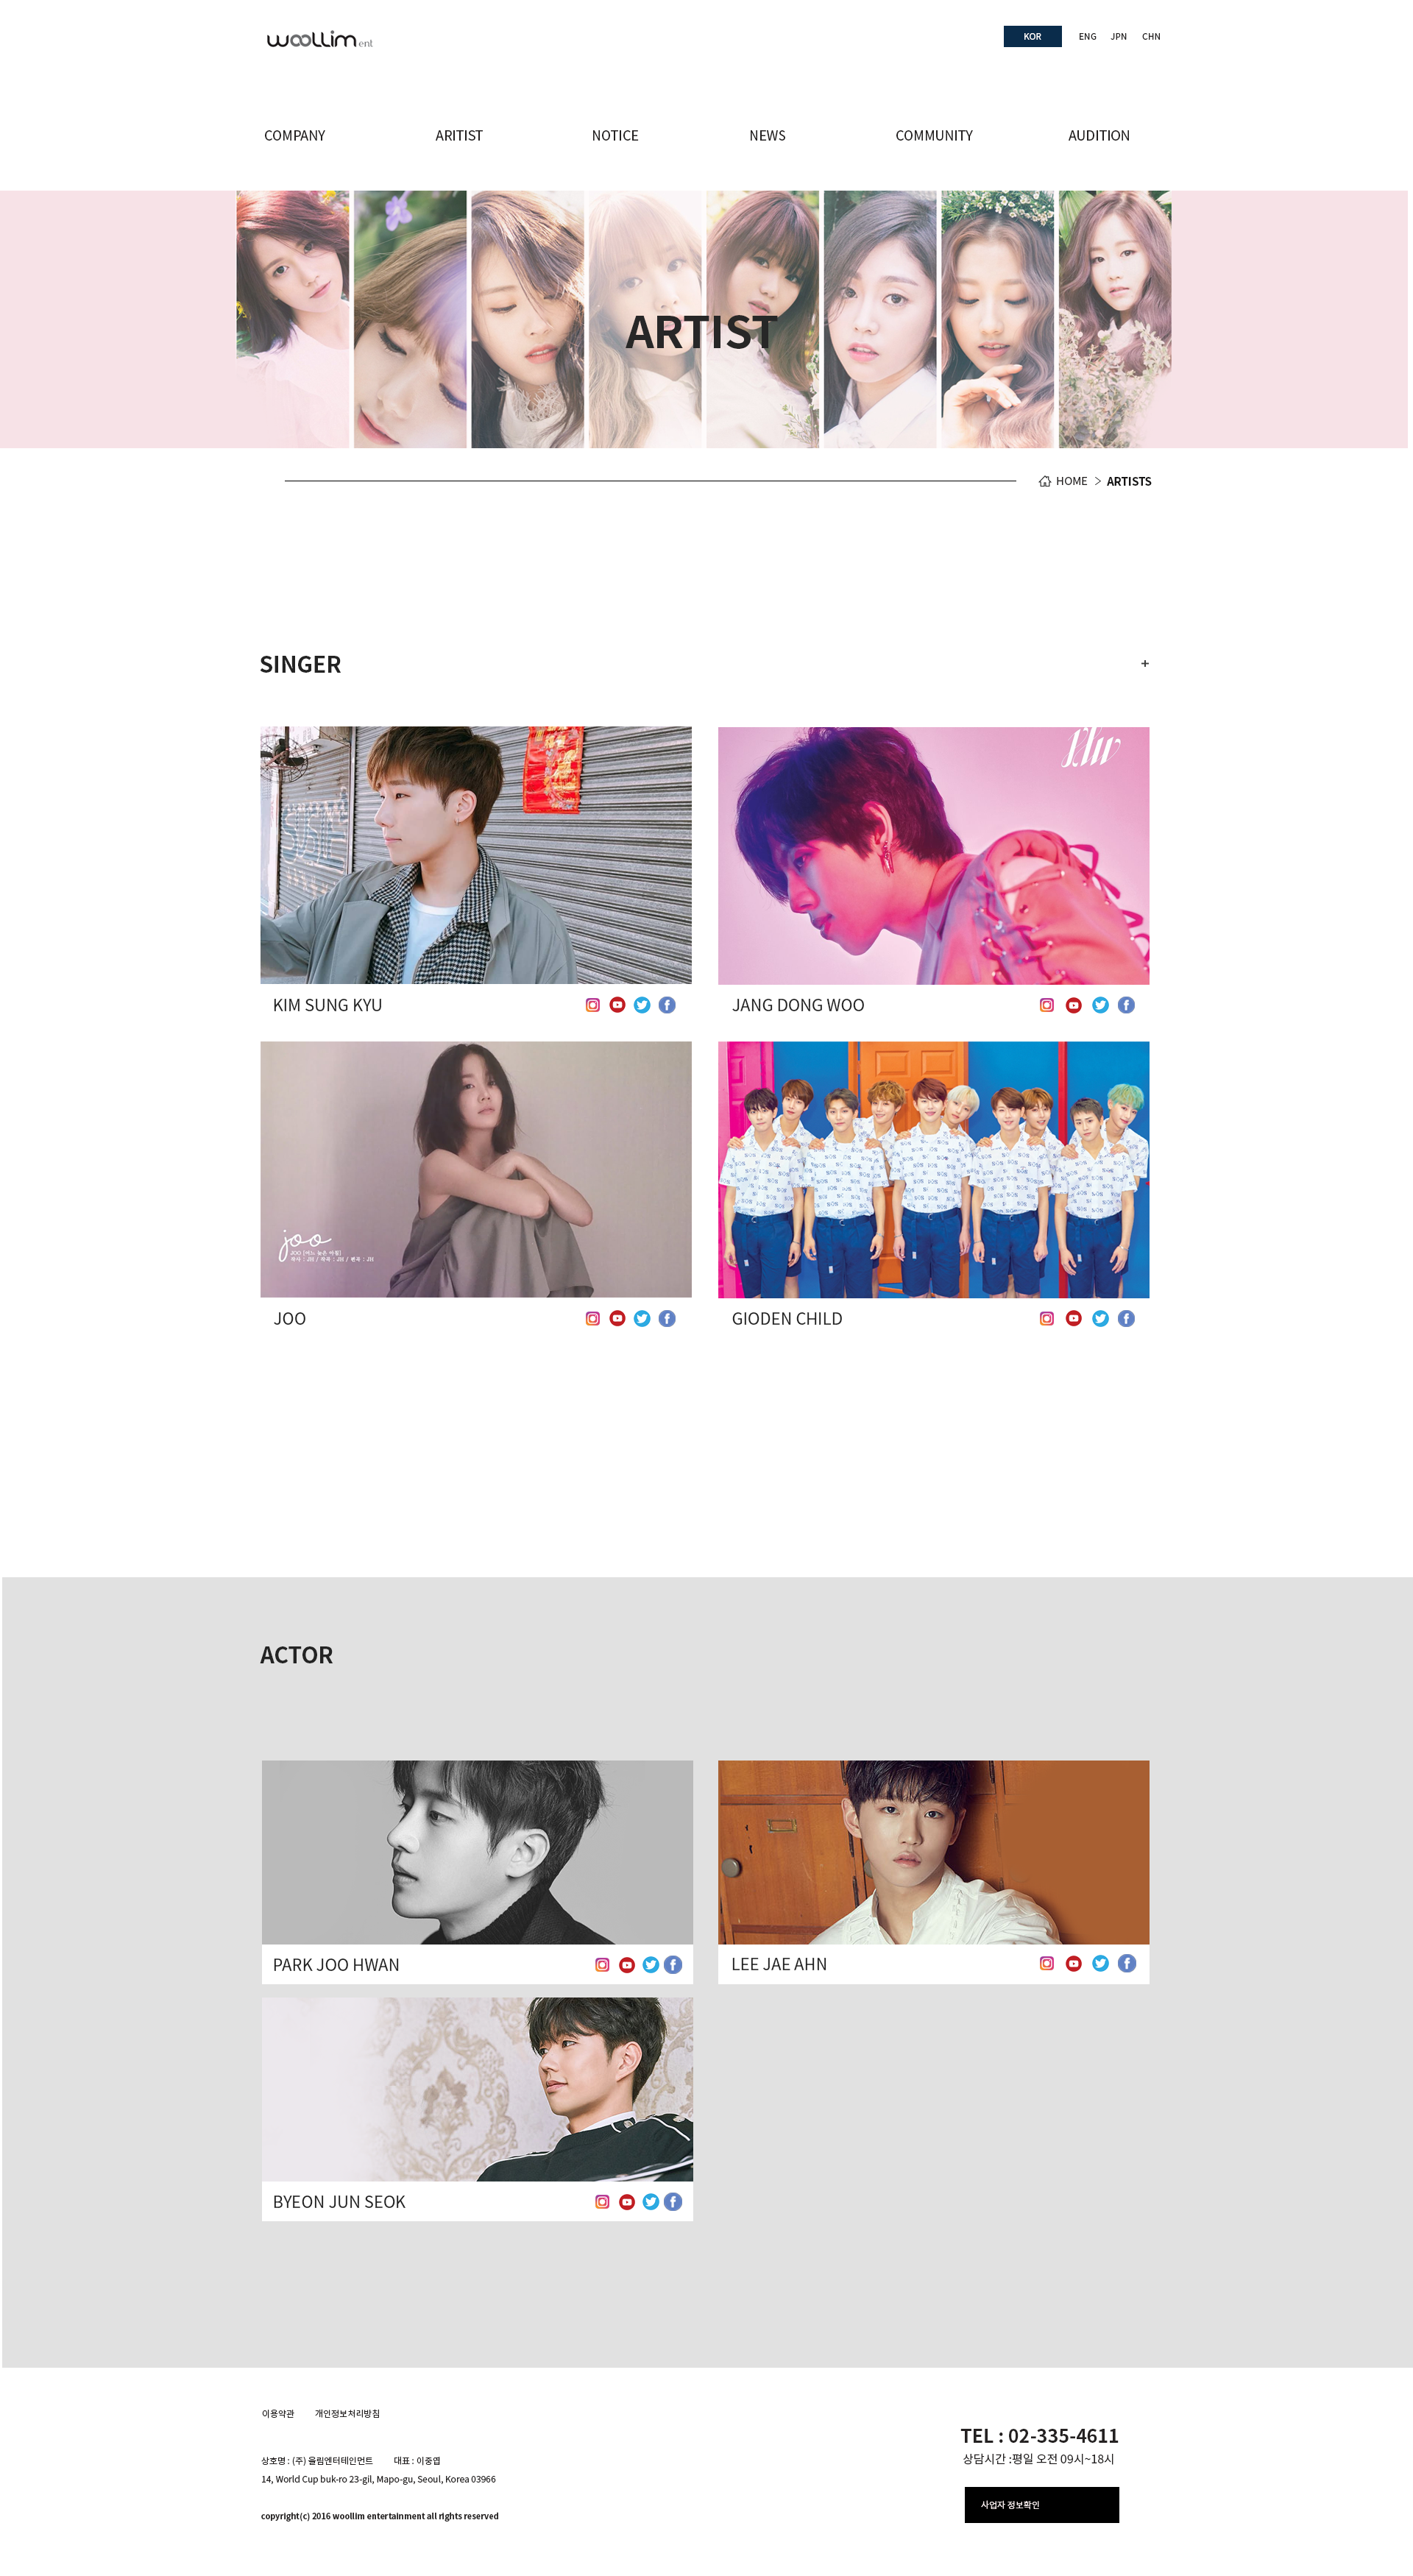 woollim ent
KOR ENG JPN CHN
COMPANY ARITIST NOTICE NEWS COMMUNITY AUDITION
ARTIST
HOME > ARTISTS
SINGER +
KIM SUNG KYU
JANG DONG WOO
joo
JOO
GIODEN CHILD
ACTOR
PARK JOO HWAN
LEE JAE AHN
BYEON JUN SEOK
이용약관 개인정보처리방침
상호명 : (주) 울림엔터테인먼트 대표 : 이중엽
14, World Cup buk-ro 23-gil, Mapo-gu, Seoul, Korea 03966
copyright(c) 2016 woollim entertainment all rights reserved
TEL : 02-335-4611
상담시간 :평일 오전 09시~18시
사업자 정보확인